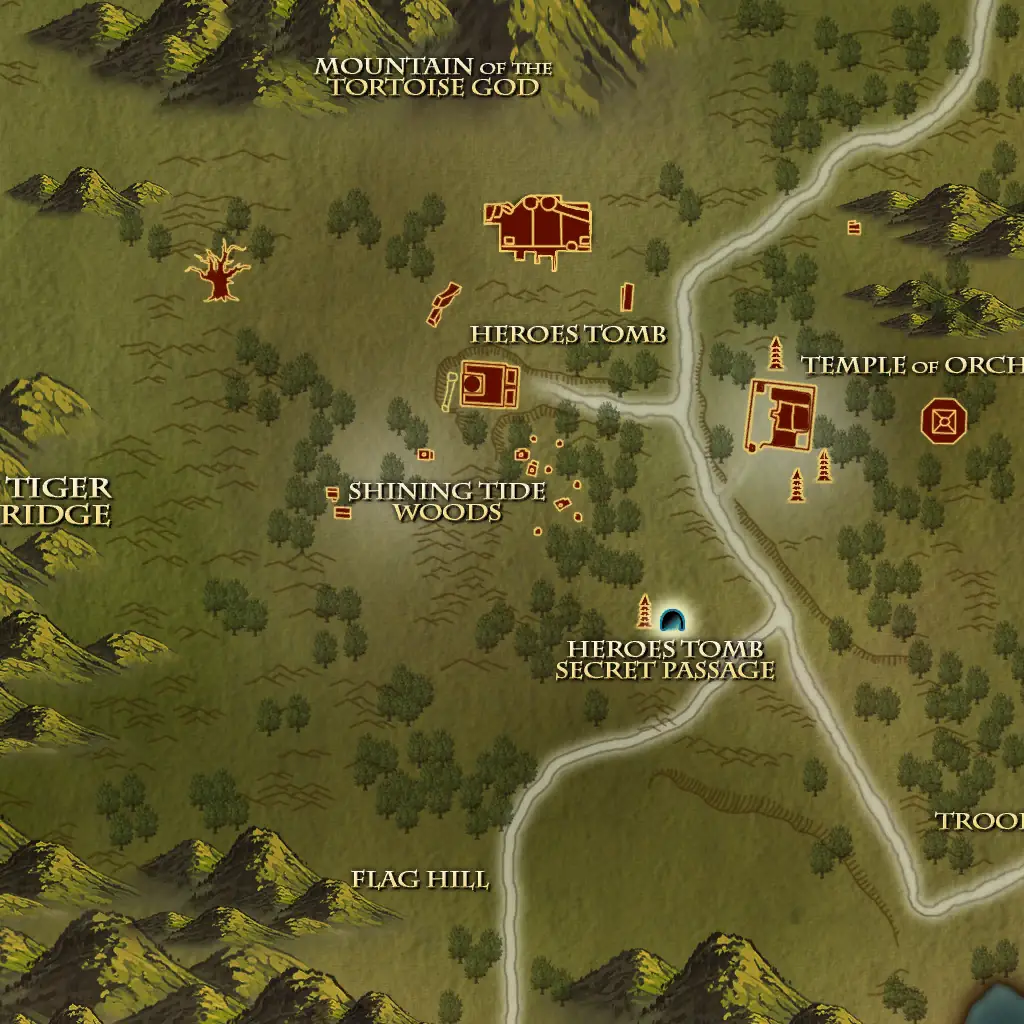 MOUNTAIN OF THE
TORTOISE GOD
HEROES TOMB
TEMPLE OF ORCH
TIGER
RIDGE
SHINING TIDE
WOODS
HEROES TOMB
SECRET PASSAGE
TROO
FLAG HILL